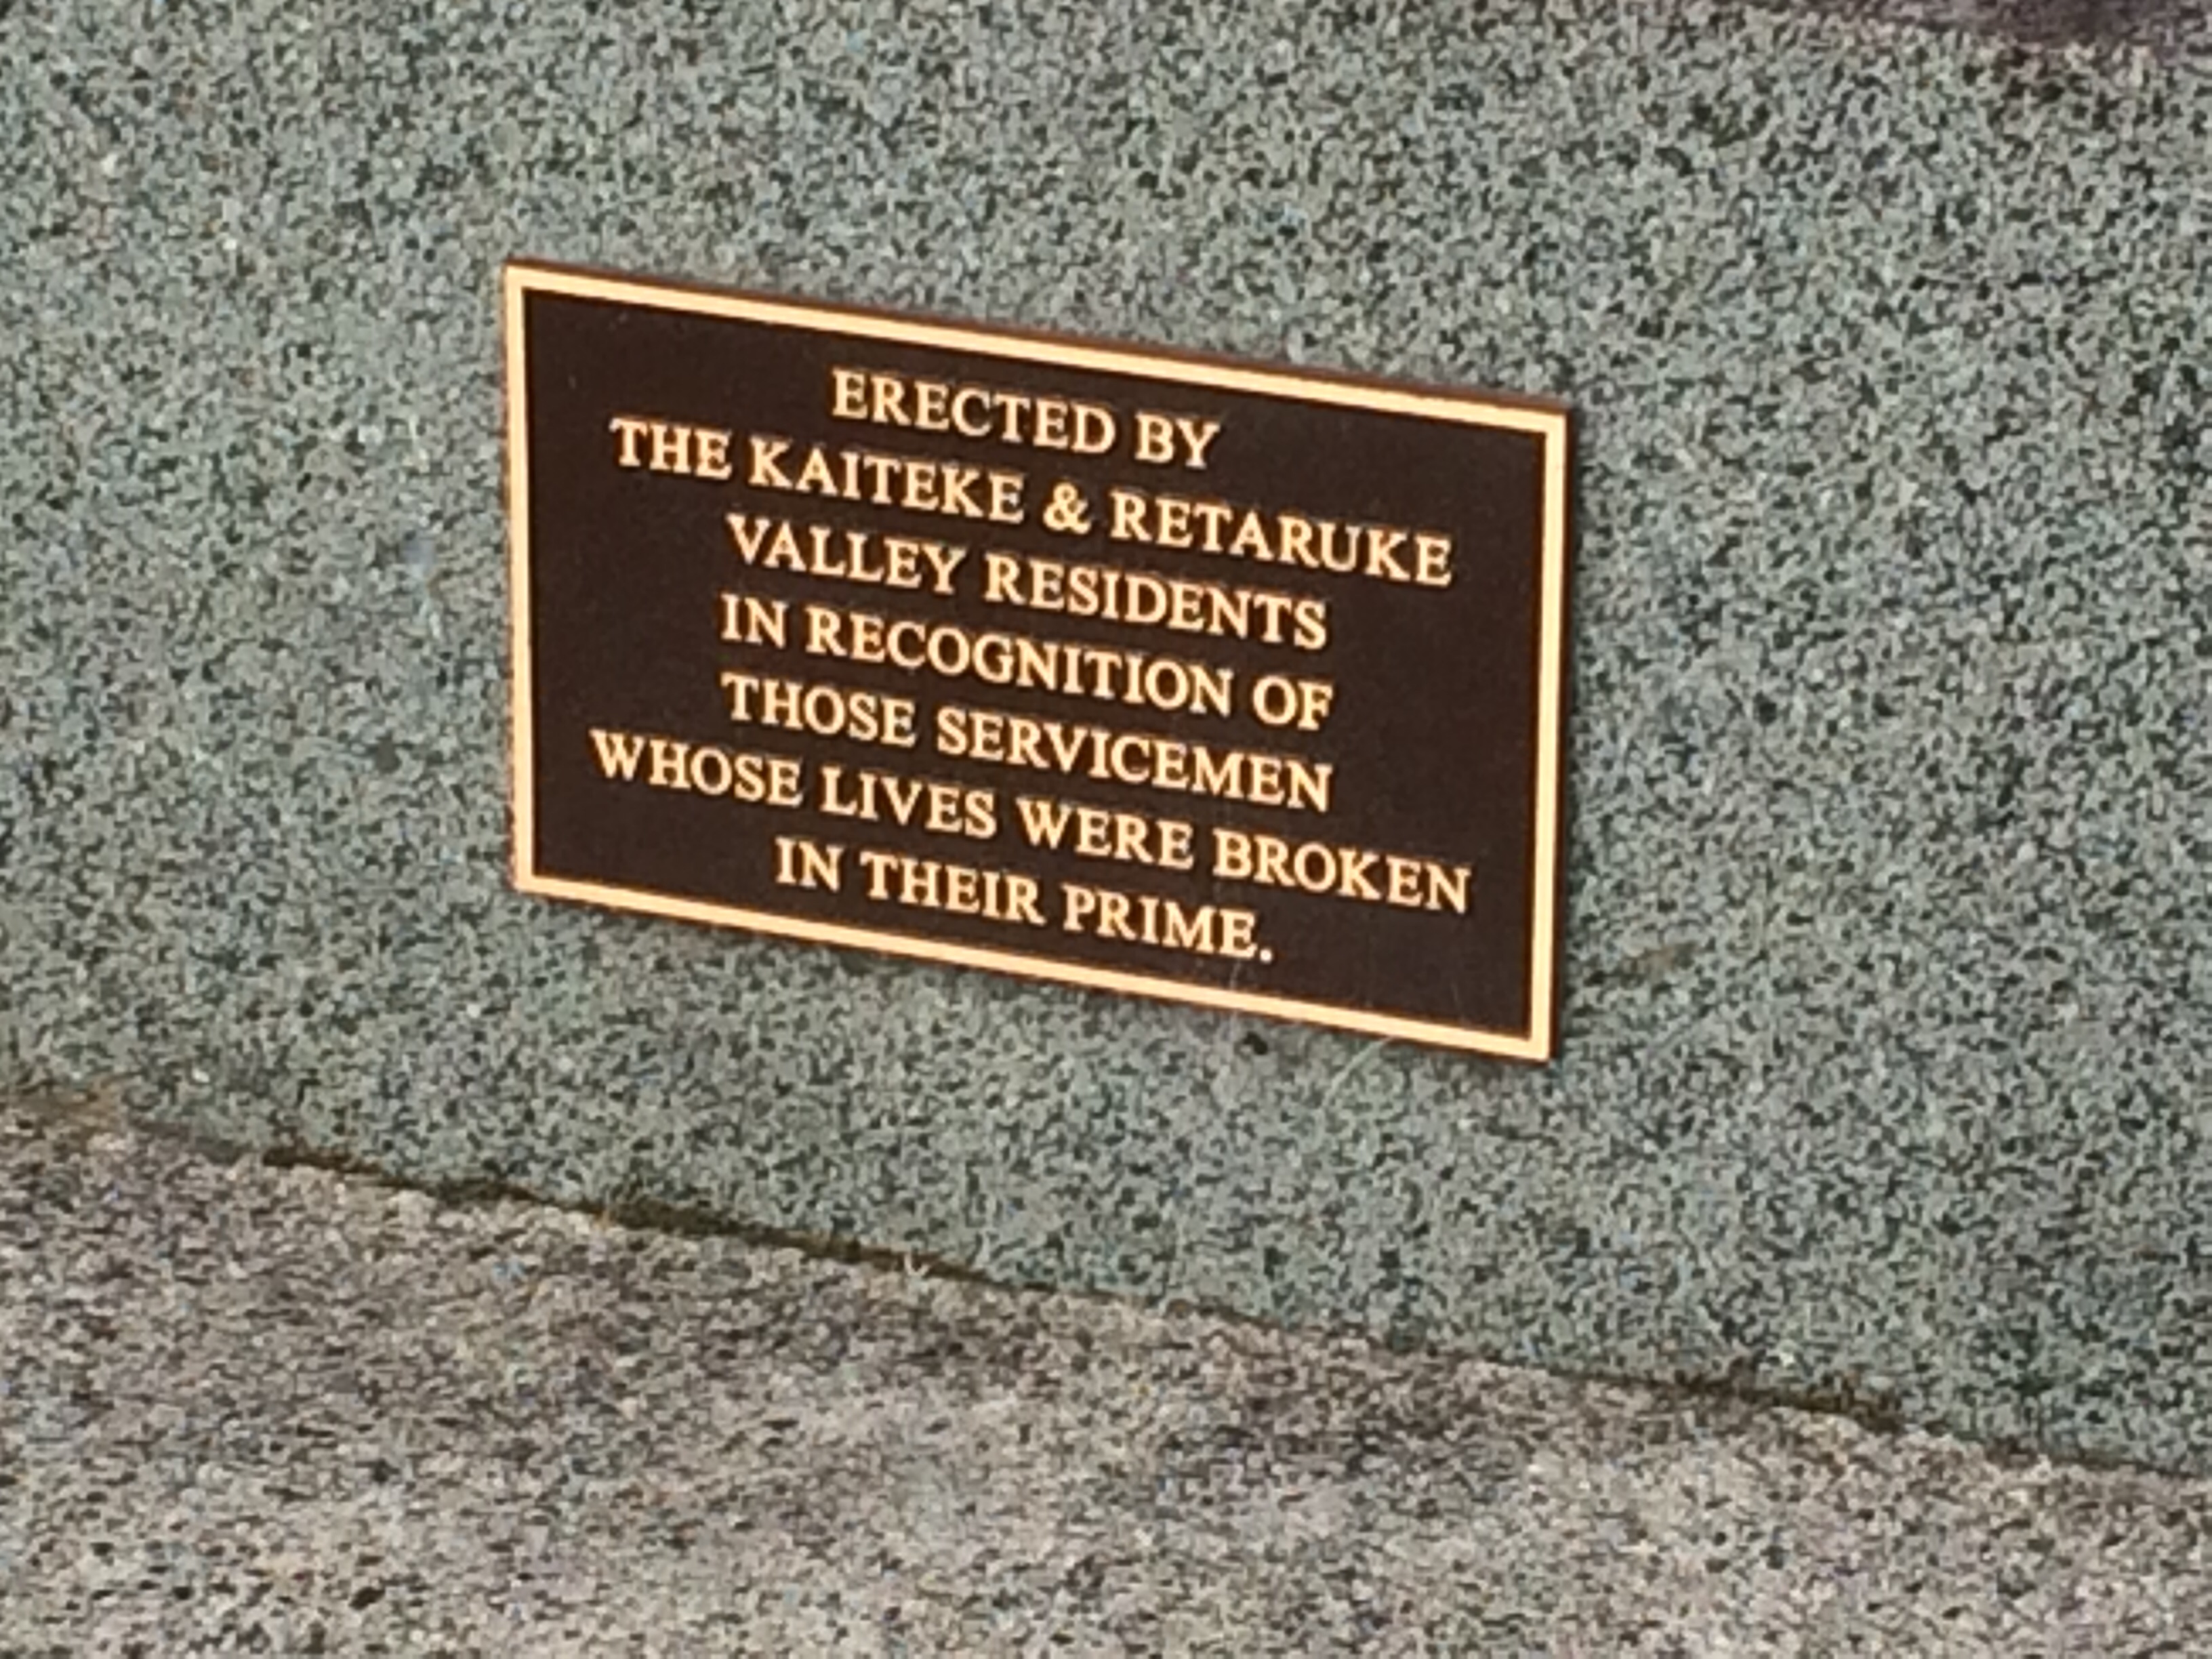 ERECTED BY
THE KAITEKE & RETARUKE
VALLEY RESIDENTS
IN RECOGNITION OF
THOSE SERVICEMEN
WHOSE LIVES WERE BROKEN
IN THEIR PRIME.